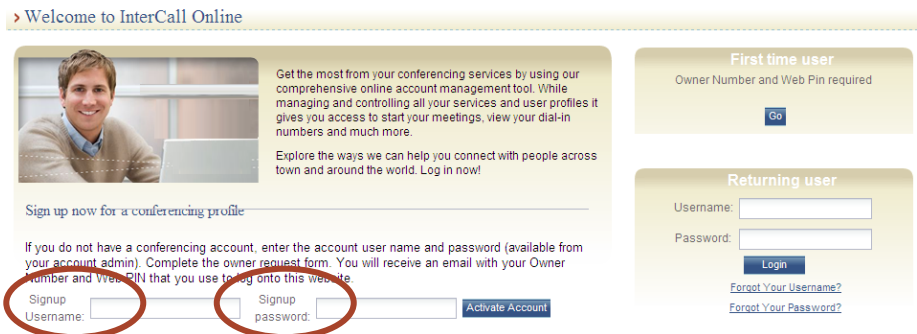 Welcome to InterCall Online
Get the most from your conferencing services by using our
comprehensive online account management tool. While
managing and controlling all your services and user profiles it
gives you access to start your meetings, view your dial-in
numbers and much more.
Explore the ways we can help you connect with people across
town and around the world. Log in now!
Sign up now for a conferencing profile
If you do not have a conferencing account, enter the account user name and password (available from
your account admin). Complete the owner request form. You will receive an email with your Owner
Number and Web PIN that you use to log onto this website.
Signup
Username:
Signup
password:
Activate Account
First time user
Owner Number and Web Pin required
Go
Returning user
Username:
Password:
Login
Forgot Your Username?
Forgot Your Password?